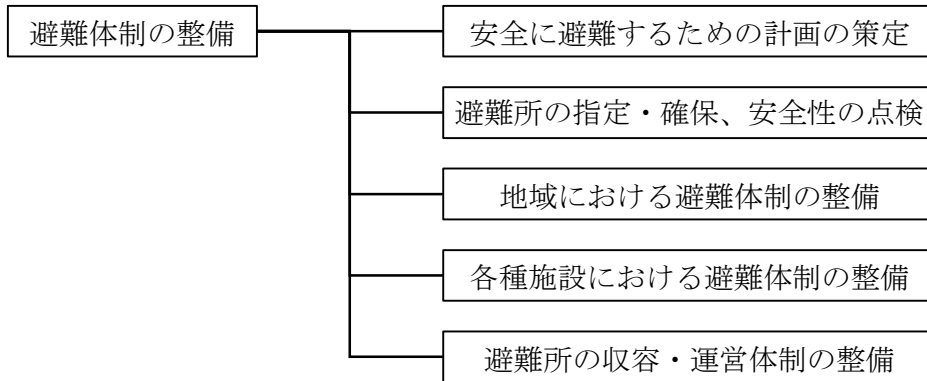 避難体制の整備
安全に避難するための計画の策定
避難所の指定・確保、安全性の点検
地域における避難体制の整備
各種施設における避難体制の整備
避難所の収容・運営体制の整備